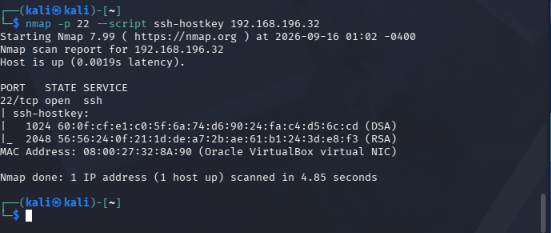 ┌──(kali㉿kali)-[~]
└─$ nmap -p 22 --script ssh-hostkey 192.168.196.32
Starting Nmap 7.99 ( https://nmap.org ) at 2026-09-16 01:02 -0400
Nmap scan report for 192.168.196.32
Host is up (0.0019s latency).

PORT   STATE SERVICE
22/tcp open  ssh
| ssh-hostkey:
|   1024 60:0f:cf:e1:c0:5f:6a:74:d6:90:24:fa:c4:d5:6c:cd (DSA)
|_  2048 56:56:24:0f:21:1d:de:a7:2b:ae:61:b1:24:3d:e8:f3 (RSA)
MAC Address: 08:00:27:32:8A:90 (Oracle VirtualBox virtual NIC)

Nmap done: 1 IP address (1 host up) scanned in 4.85 seconds

┌──(kali㉿kali)-[~]
└─$